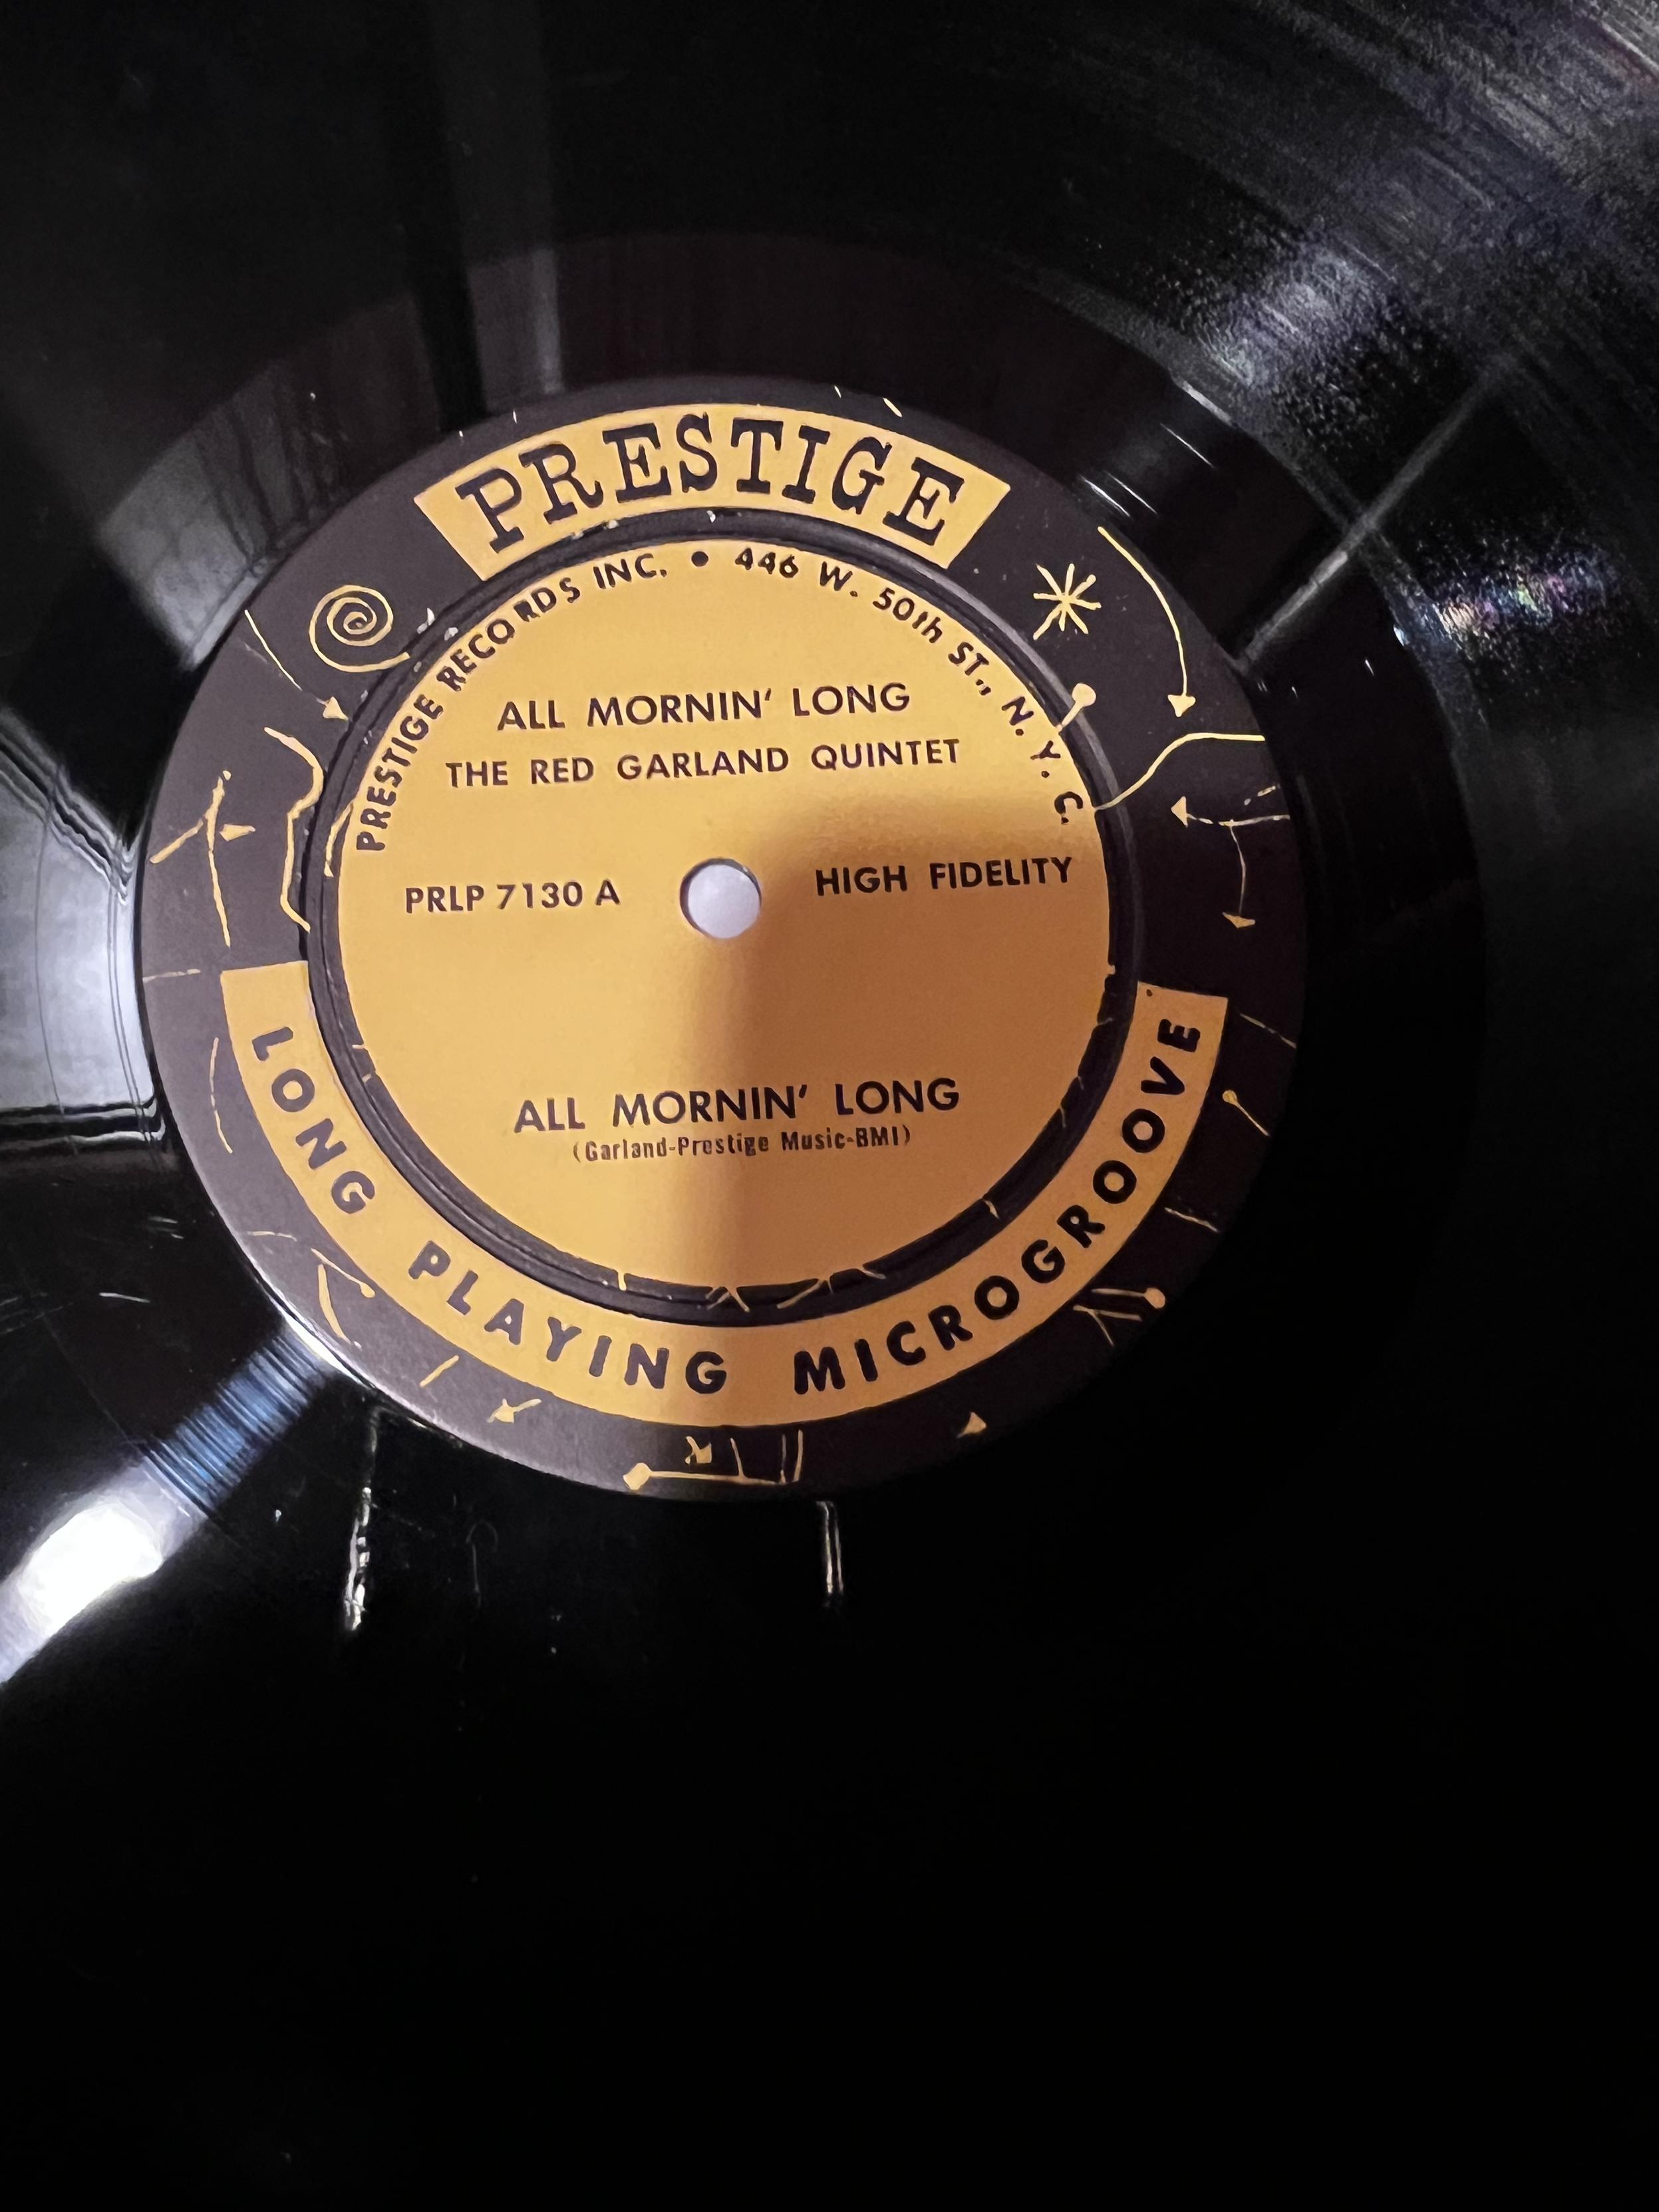 PRESTIGE
PRESTIGE RECORDS INC. • 446 W. 50th ST., N.Y.C.
ALL MORNIN' LONG
THE RED GARLAND QUINTET
PRLP 7130 A
HIGH FIDELITY
ALL MORNIN' LONG
(Garland-Prestige Music-BMI)
LONG PLAYING MICROGROOVE